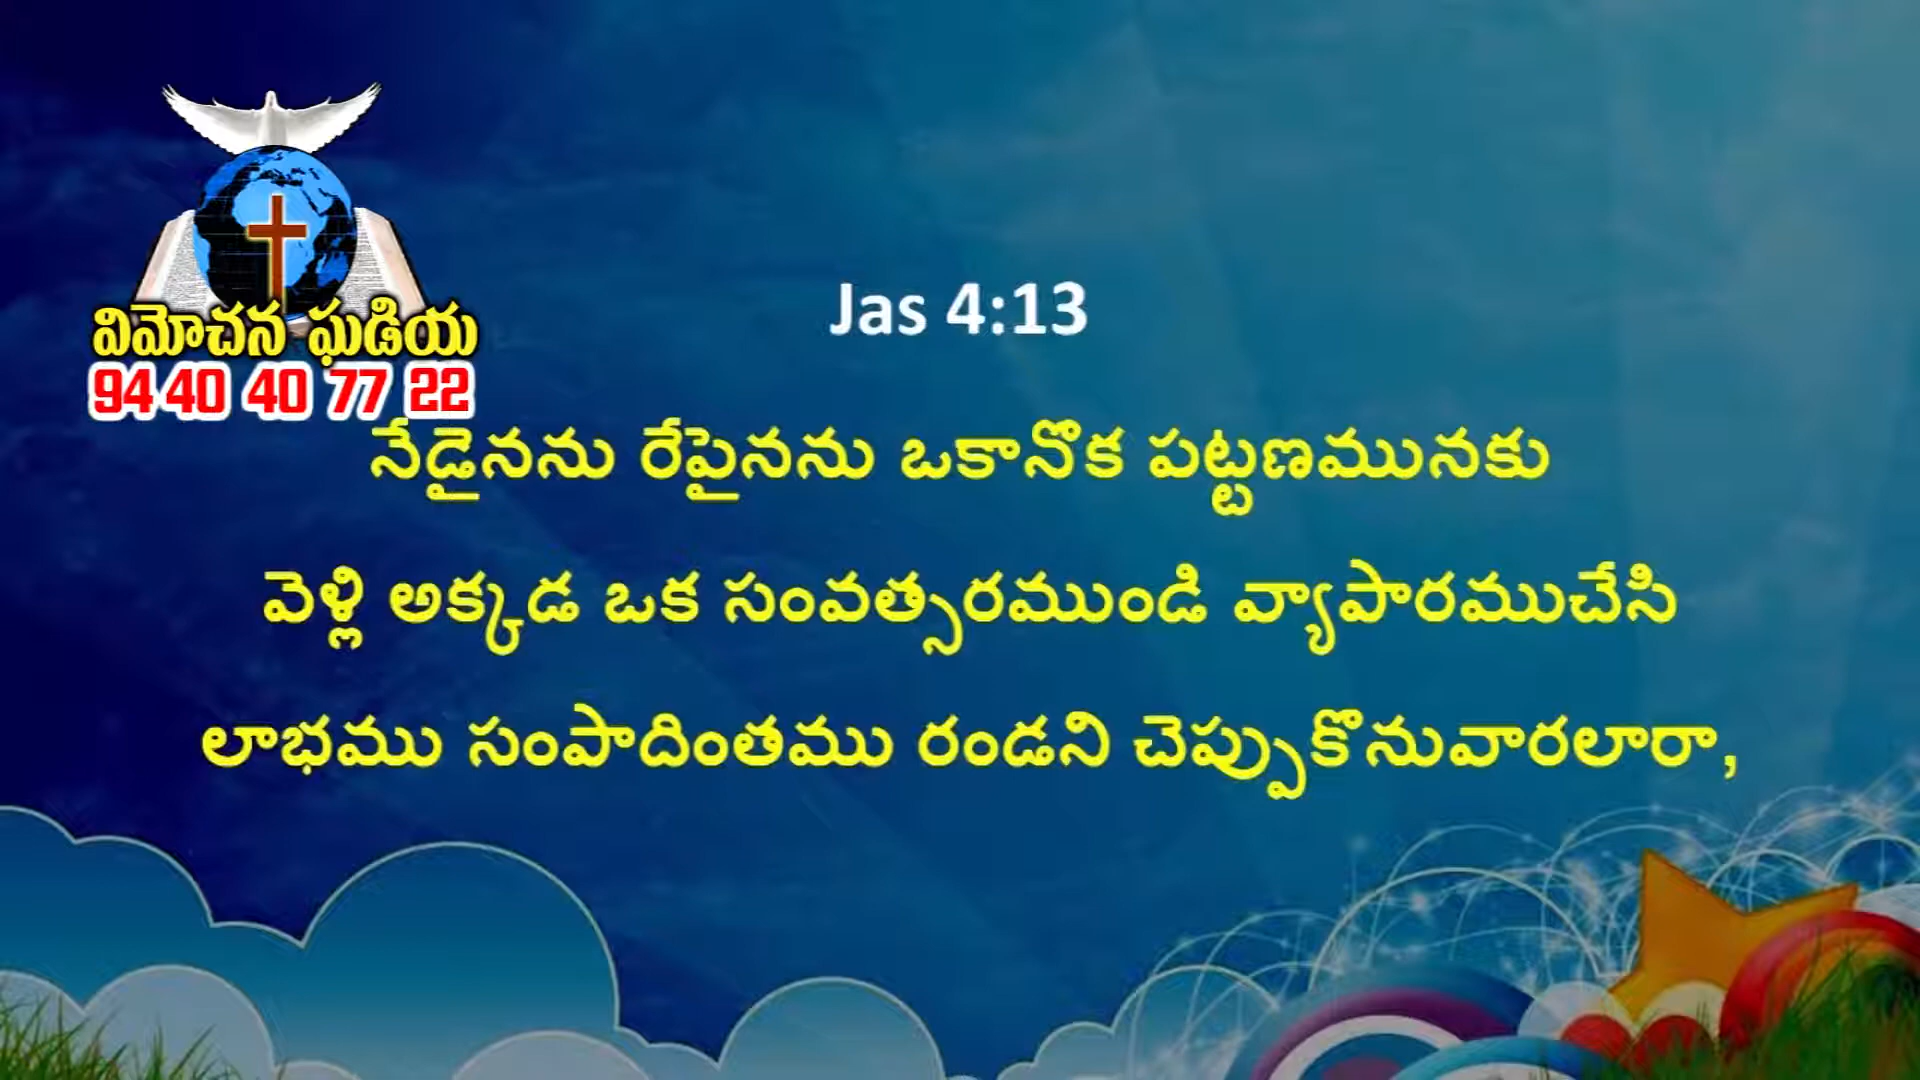 విమోచన ఘడియ
94 40 40 77 22
Jas 4:13
నేడైనను రేపైనను ఒకానొక పట్టణమునకు
వెళ్లి అక్కడ ఒక సంవత్సరముండి వ్యాపారముచేసి
లాభము సంపాదింతము రండని చెప్పుకొనువారలారా,